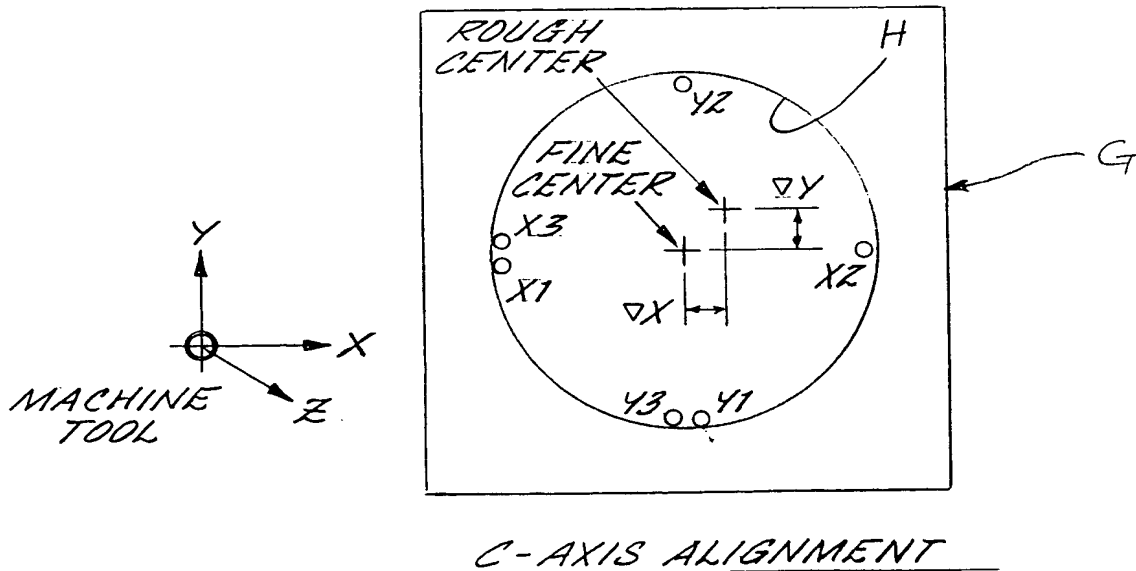 ROUGH
CENTER
H
Y2
FINE
CENTER
▽Y
G
X3
X1
X2
▽X
Y3
Y1
Y
X
Z
MACHINE
TOOL
C-AXIS ALIGNMENT